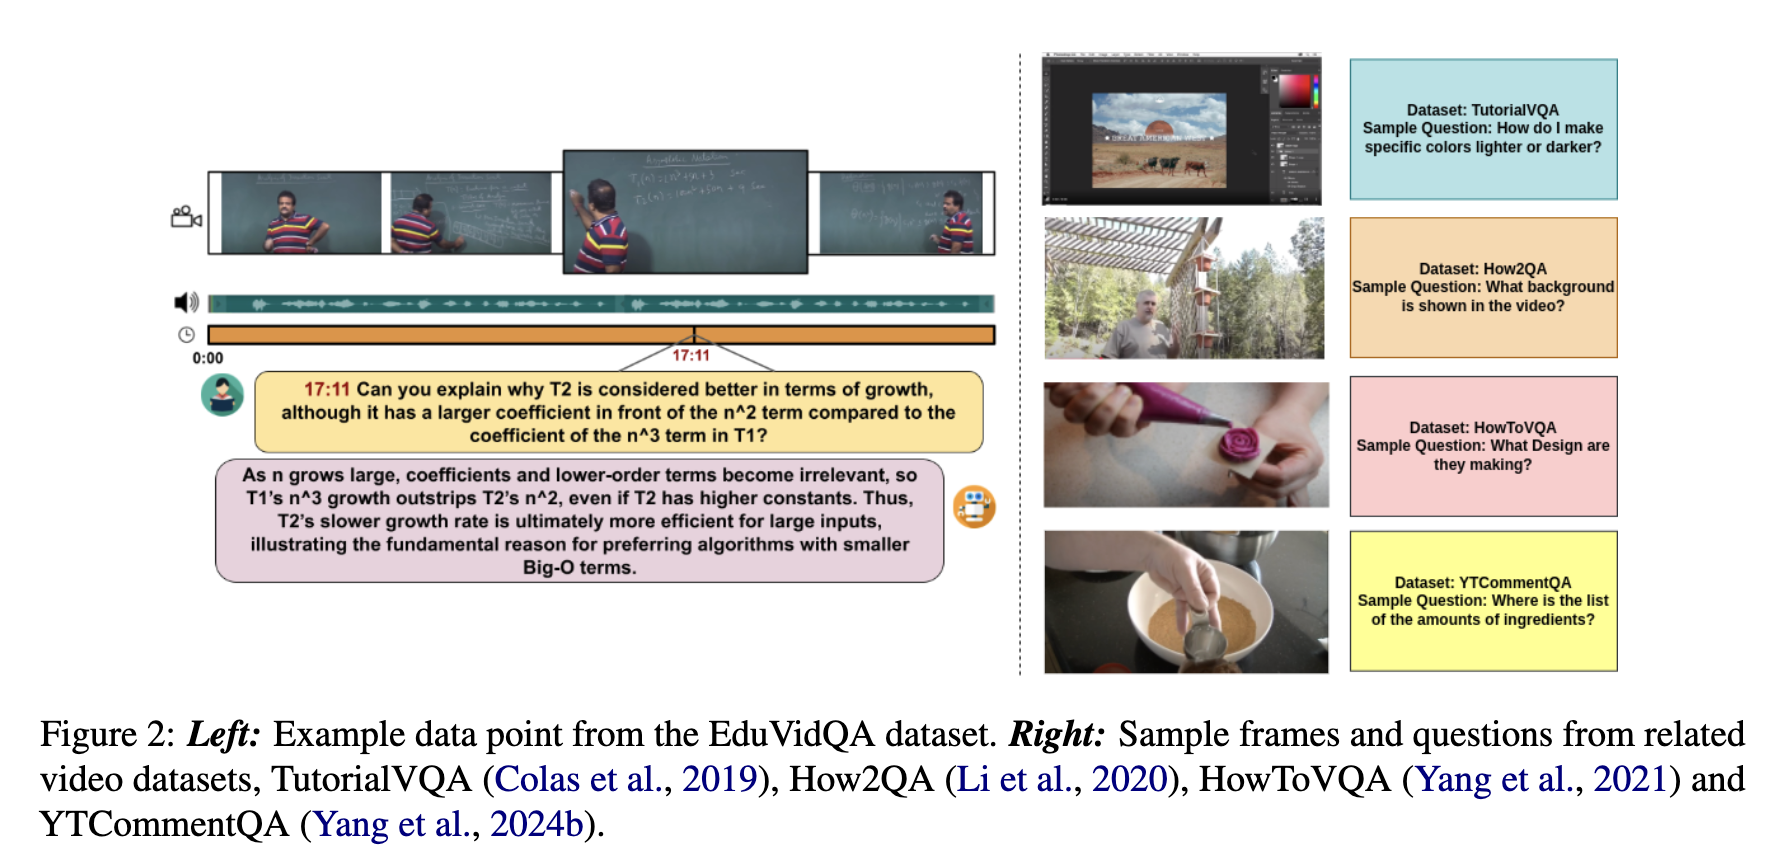 Asymptotic Notation
0:00
17:11
17:11 Can you explain why T2 is considered better in terms of growth,
although it has a larger coefficient in front of the n^2 term compared to the
coefficient of the n^3 term in T1?
As n grows large, coefficients and lower-order terms become irrelevant, so
T1's n^3 growth outstrips T2's n^2, even if T2 has higher constants. Thus,
T2's slower growth rate is ultimately more efficient for large inputs,
illustrating the fundamental reason for preferring algorithms with smaller
Big-O terms.
GREAT AMERICAN WEST
Dataset: TutorialVQA
Sample Question: How do I make
specific colors lighter or darker?
Dataset: How2QA
Sample Question: What background
is shown in the video?
Dataset: HowToVQA
Sample Question: What Design are
they making?
Dataset: YTCommentQA
Sample Question: Where is the list
of the amounts of ingredients?
Figure 2: Left: Example data point from the EduVidQA dataset. Right: Sample frames and questions from related
video datasets, TutorialVQA (Colas et al., 2019), How2QA (Li et al., 2020), HowToVQA (Yang et al., 2021) and
YTCommentQA (Yang et al., 2024b).